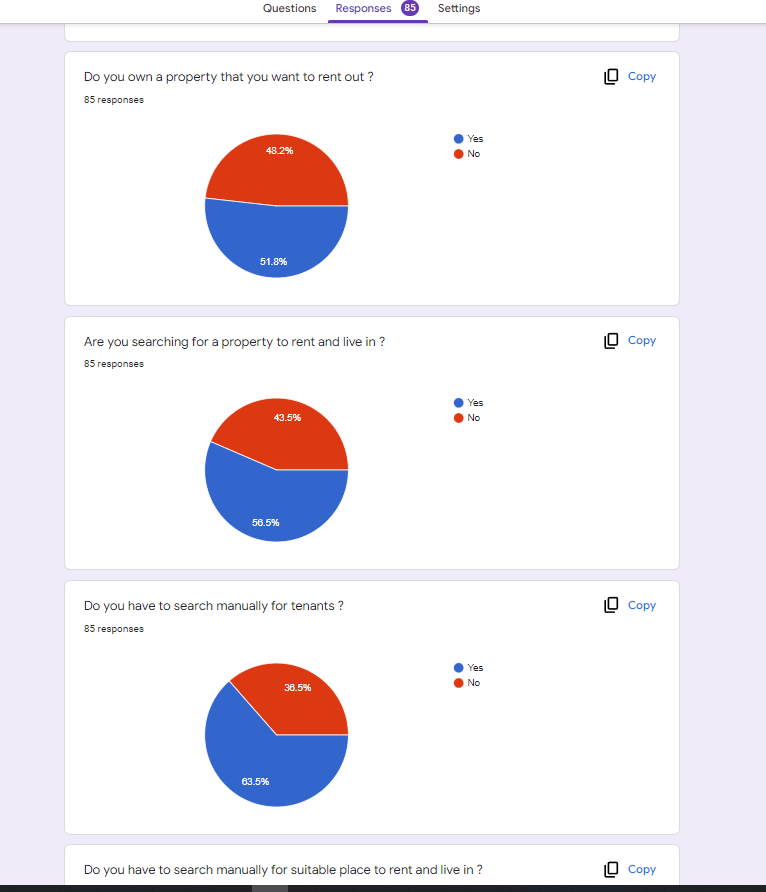 Questions Responses 85 Settings
Do you own a property that you want to rent out ?
Copy
85 responses
Yes
No
48.2%
51.8%
Are you searching for a property to rent and live in ?
Copy
85 responses
Yes
No
43.5%
56.5%
Do you have to search manually for tenants ?
Copy
85 responses
Yes
No
36.5%
63.5%
Do you have to search manually for suitable place to rent and live in ?
Copy